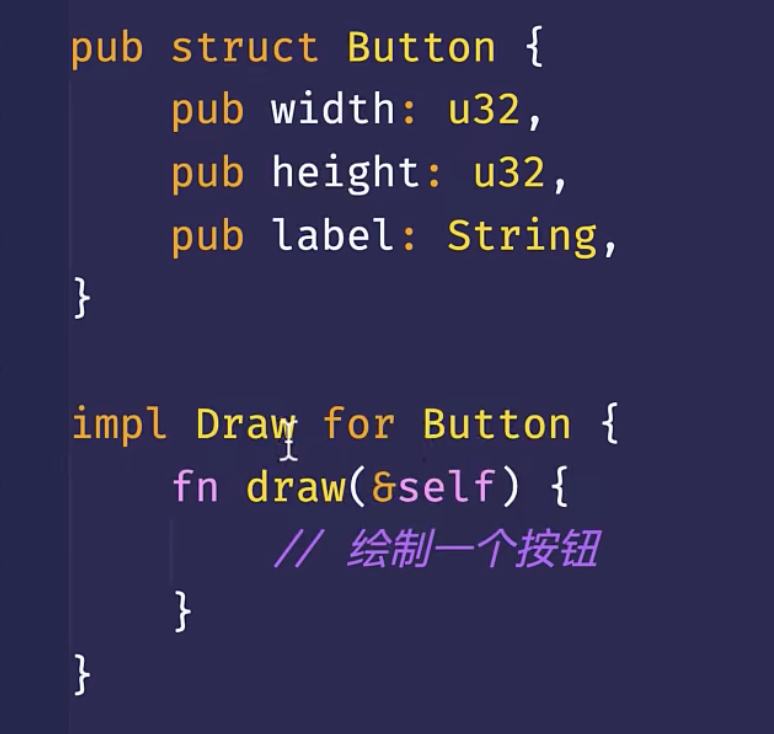 pub struct Button {
    pub width: u32,
    pub height: u32,
    pub label: String,
}

impl Draw for Button {
    fn draw(&self) {
        // 绘制一个按钮
    }
}